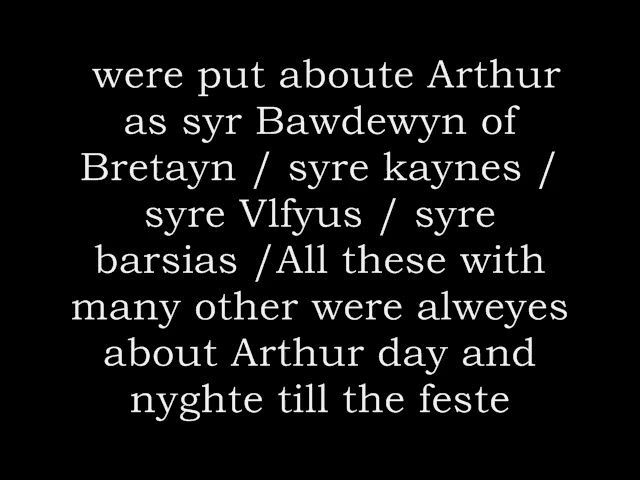 were put aboute Arthur
as syr Bawdewyn of
Bretayn / syre kaynes /
syre Vlfyus / syre
barsias /All these with
many other were alweyes
about Arthur day and
nyghte till the feste